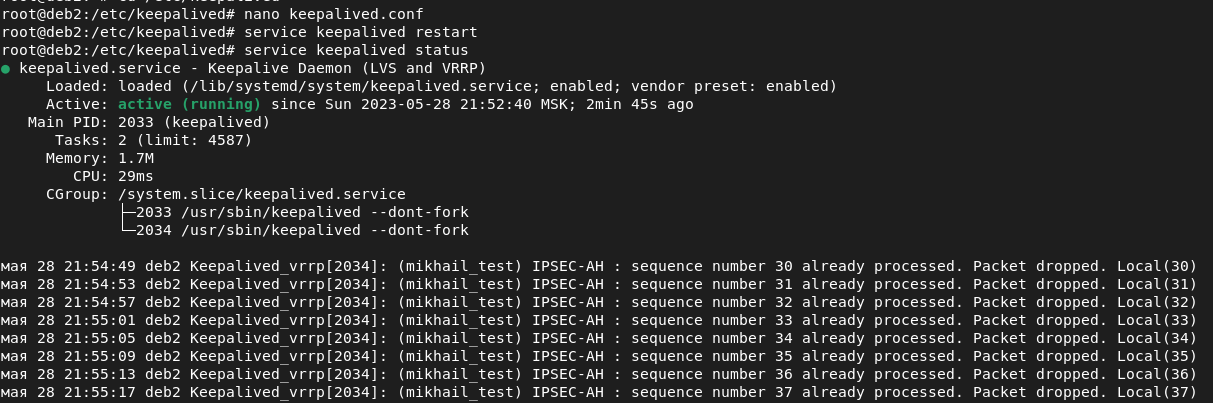 root@deb2:/etc/keepalived# nano keepalived.conf
root@deb2:/etc/keepalived# service keepalived restart
root@deb2:/etc/keepalived# service keepalived status
● keepalived.service - Keepalive Daemon (LVS and VRRP)
Loaded: loaded (/lib/systemd/system/keepalived.service; enabled; vendor preset: enabled)
Active: active (running) since Sun 2023-05-28 21:52:40 MSK; 2min 45s ago
Main PID: 2033 (keepalived)
Tasks: 2 (limit: 4587)
Memory: 1.7M
CPU: 29ms
CGroup: /system.slice/keepalived.service
├─2033 /usr/sbin/keepalived --dont-fork
└─2034 /usr/sbin/keepalived --dont-fork
мая 28 21:54:49 deb2 Keepalived_vrrp[2034]: (mikhail_test) IPSEC-AH : sequence number 30 already processed. Packet dropped. Local(30)
мая 28 21:54:53 deb2 Keepalived_vrrp[2034]: (mikhail_test) IPSEC-AH : sequence number 31 already processed. Packet dropped. Local(31)
мая 28 21:54:57 deb2 Keepalived_vrrp[2034]: (mikhail_test) IPSEC-AH : sequence number 32 already processed. Packet dropped. Local(32)
мая 28 21:55:01 deb2 Keepalived_vrrp[2034]: (mikhail_test) IPSEC-AH : sequence number 33 already processed. Packet dropped. Local(33)
мая 28 21:55:05 deb2 Keepalived_vrrp[2034]: (mikhail_test) IPSEC-AH : sequence number 34 already processed. Packet dropped. Local(34)
мая 28 21:55:09 deb2 Keepalived_vrrp[2034]: (mikhail_test) IPSEC-AH : sequence number 35 already processed. Packet dropped. Local(35)
мая 28 21:55:13 deb2 Keepalived_vrrp[2034]: (mikhail_test) IPSEC-AH : sequence number 36 already processed. Packet dropped. Local(36)
мая 28 21:55:17 deb2 Keepalived_vrrp[2034]: (mikhail_test) IPSEC-AH : sequence number 37 already processed. Packet dropped. Local(37)